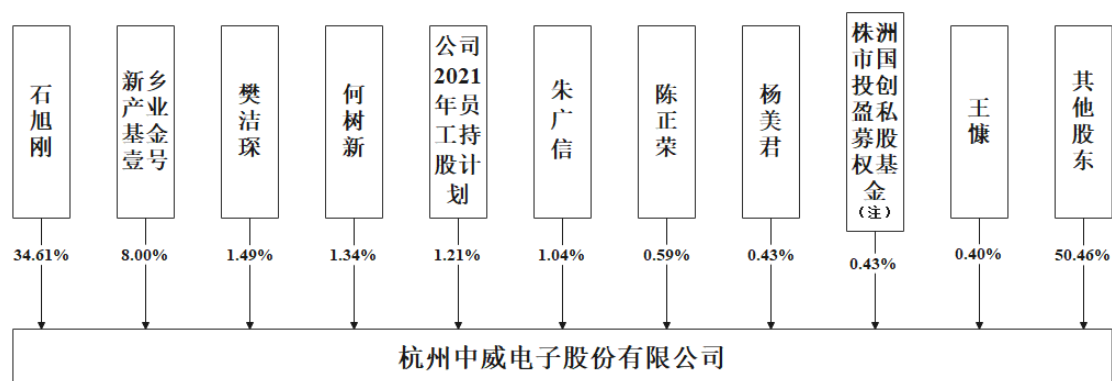 石旭刚
新乡
产业
基金
壹号
樊洁琛
何树新
公司
2021
年员
工持
股计
划
朱广信
陈正荣
杨美君
株洲
市国
投创
盈私
募股
权基
金
（注）
王慷
其他股东
34.61%
8.00%
1.49%
1.34%
1.21%
1.04%
0.59%
0.43%
0.43%
0.40%
50.46%
杭州中威电子股份有限公司